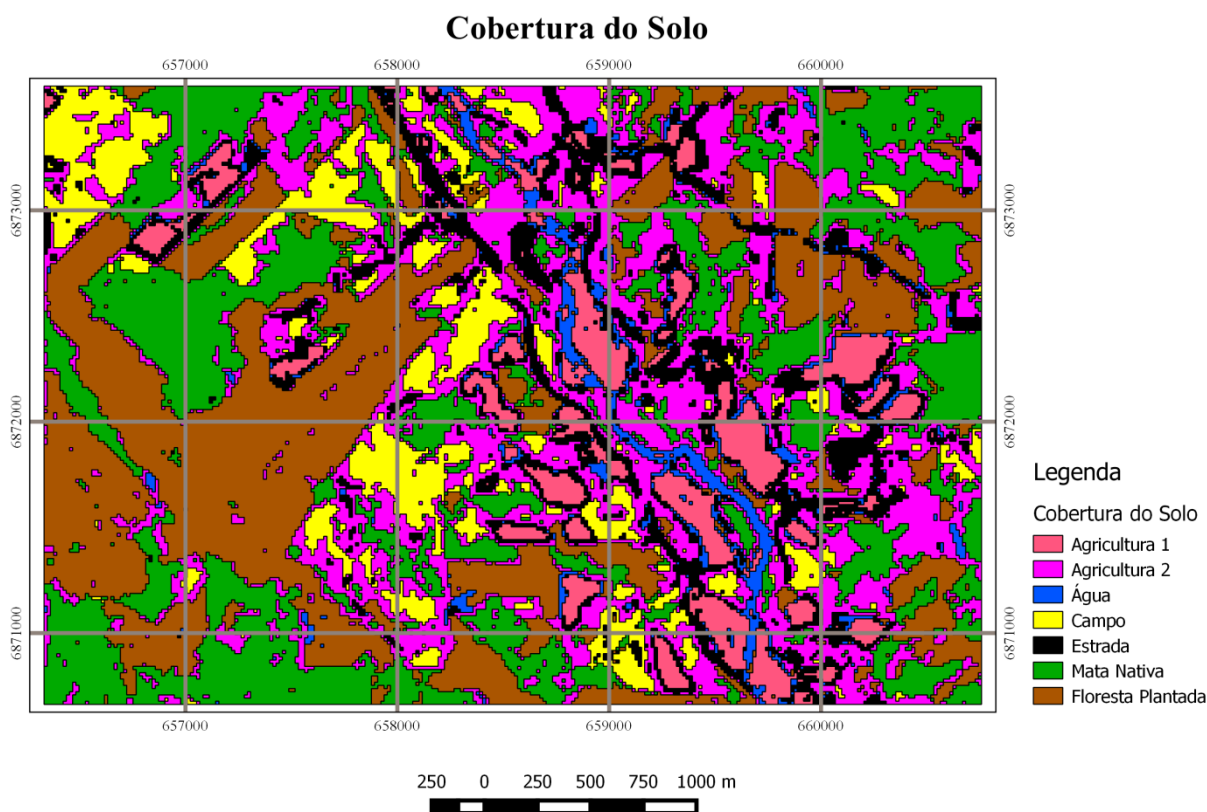 Cobertura do Solo
657000 658000 659000 660000
6873000 6873000
6872000 6872000
6871000 6871000
657000 658000 659000 660000
Legenda
Cobertura do Solo
Agricultura 1
Agricultura 2
Água
Campo
Estrada
Mata Nativa
Floresta Plantada
250 0 250 500 750 1000 m